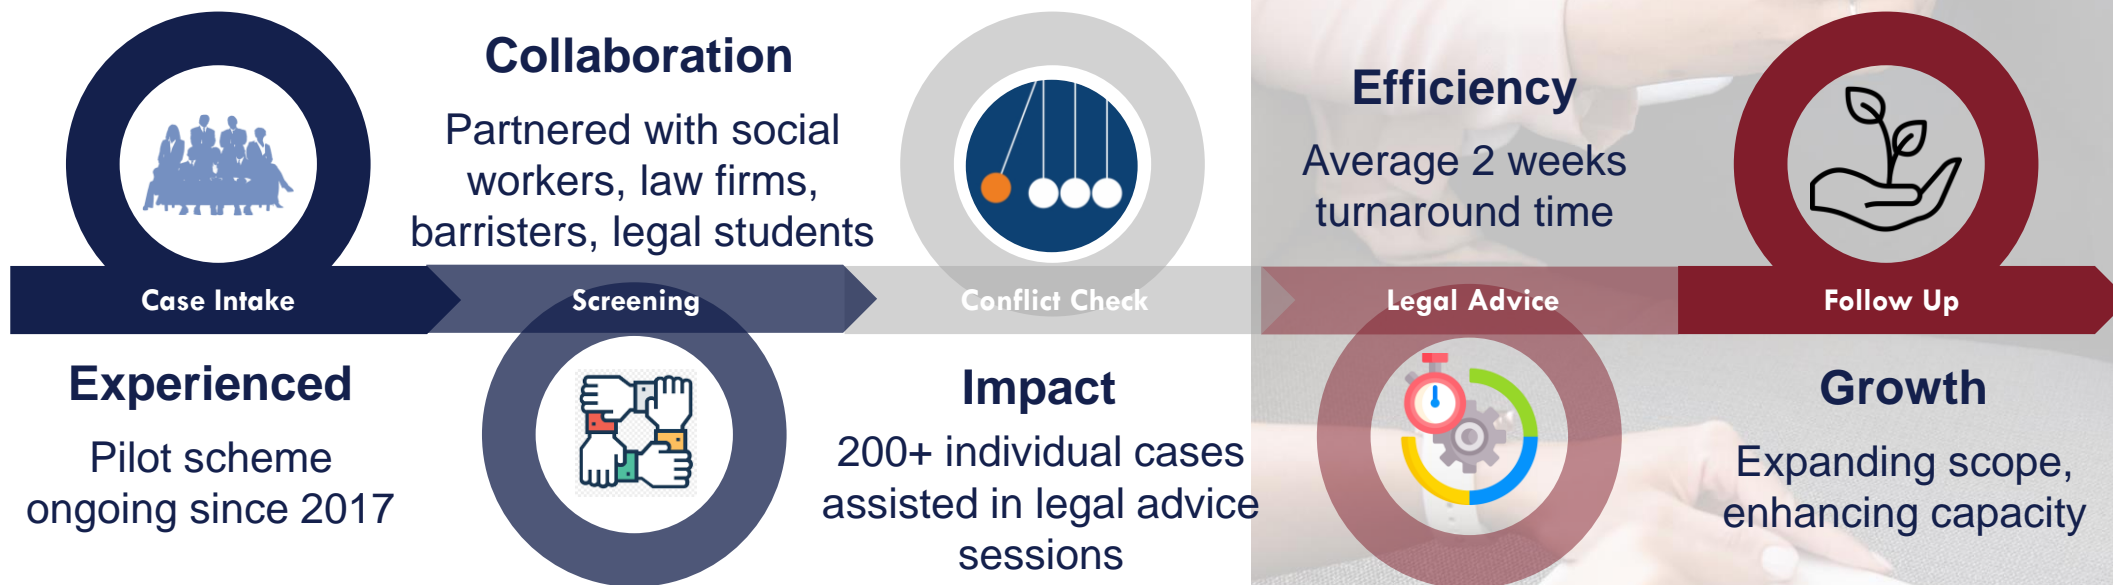 Collaboration
Partnered with social
workers, law firms,
barristers, legal students
Efficiency
Average 2 weeks
turnaround time
Case Intake
Screening
Conflict Check
Legal Advice
Follow Up
Experienced
Pilot scheme
ongoing since 2017
Impact
200+ individual cases
assisted in legal advice
sessions
Growth
Expanding scope,
enhancing capacity